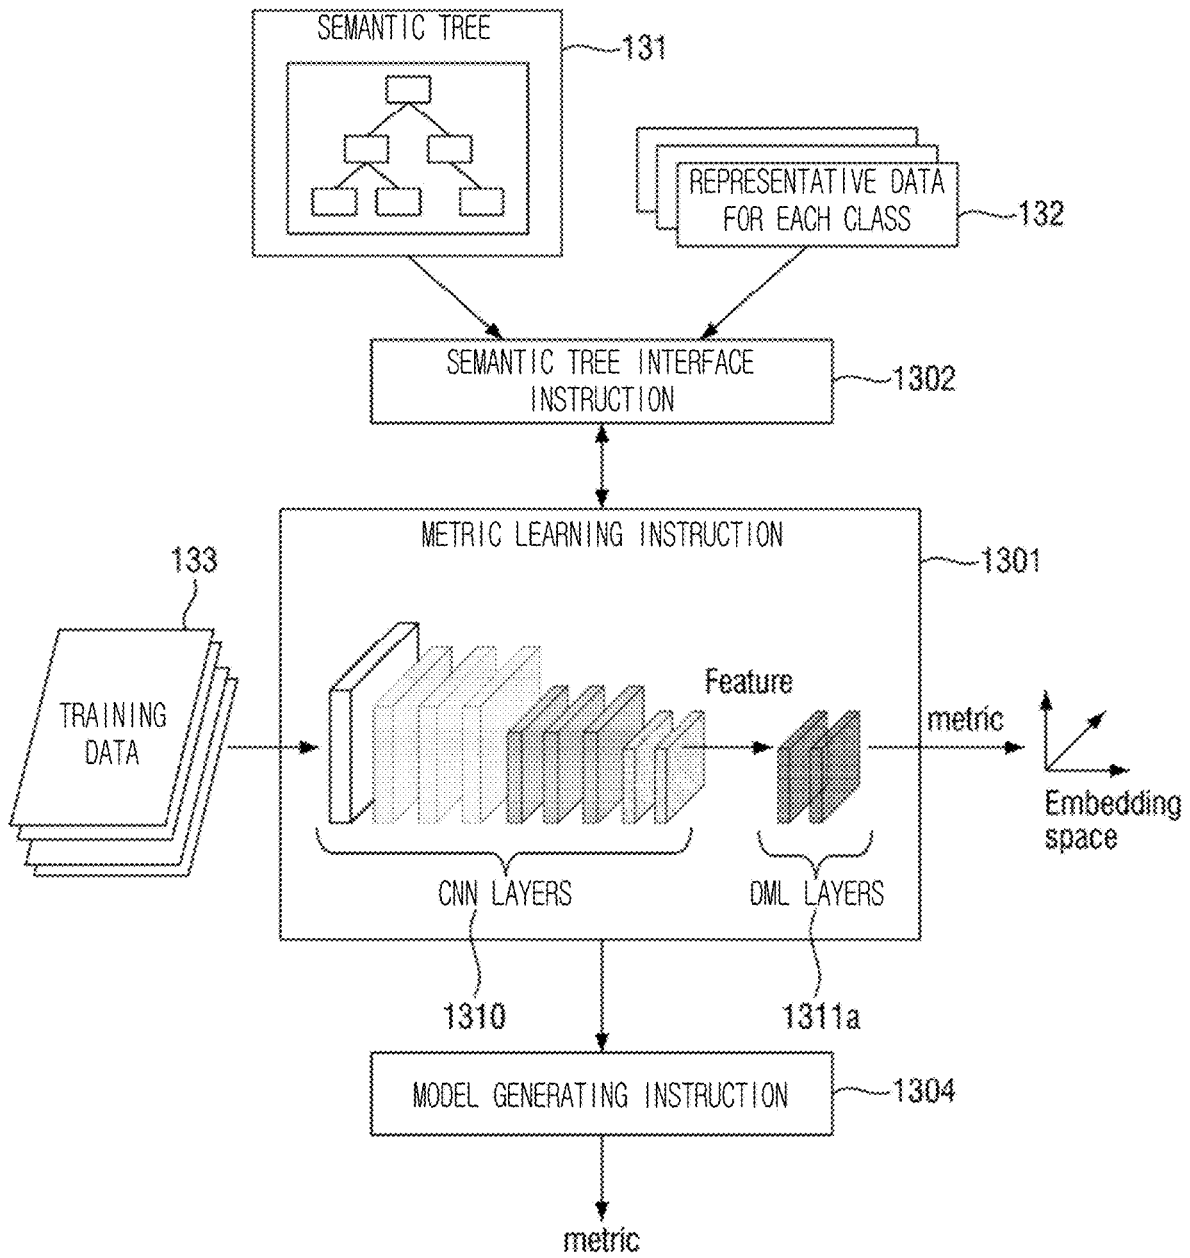 SEMANTIC TREE
131
REPRESENTATIVE DATA
FOR EACH CLASS
132
SEMANTIC TREE INTERFACE
INSTRUCTION
1302
METRIC LEARNING INSTRUCTION
1301
133
TRAINING
DATA
Feature
metric
Embedding
space
CNN LAYERS
DML LAYERS
1310
1311a
MODEL GENERATING INSTRUCTION
1304
metric